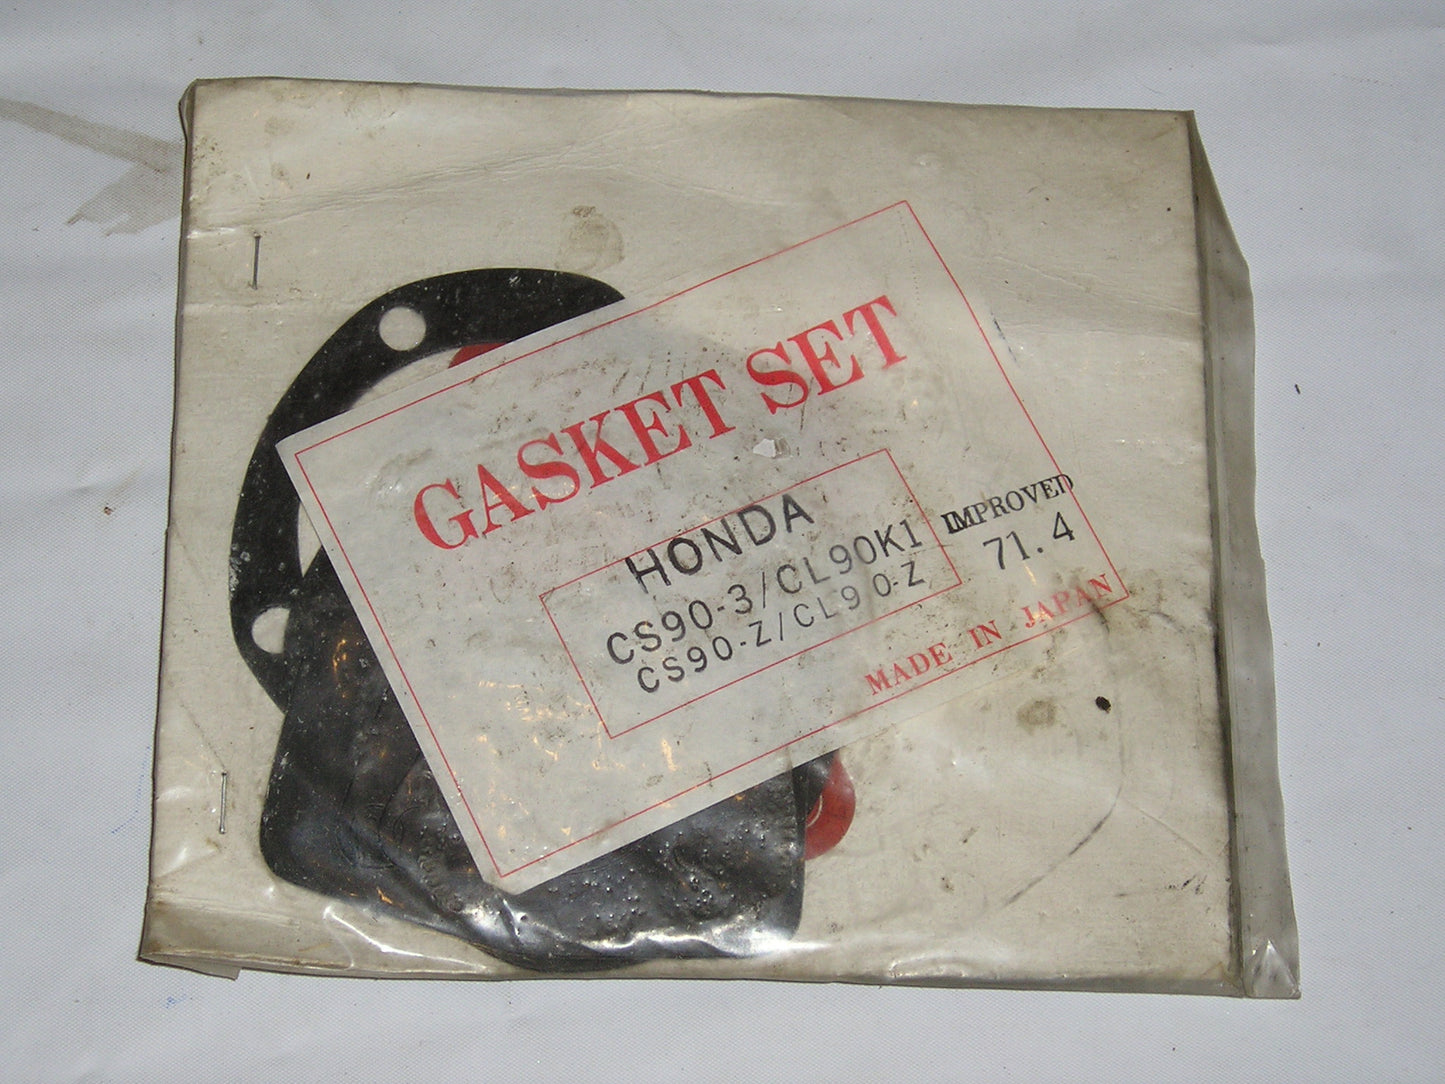 GASKET SET
HONDA
CS90-3/CL90K1
CS90-Z/CL90-Z
IMPROVED
71.4
MADE IN JAPAN